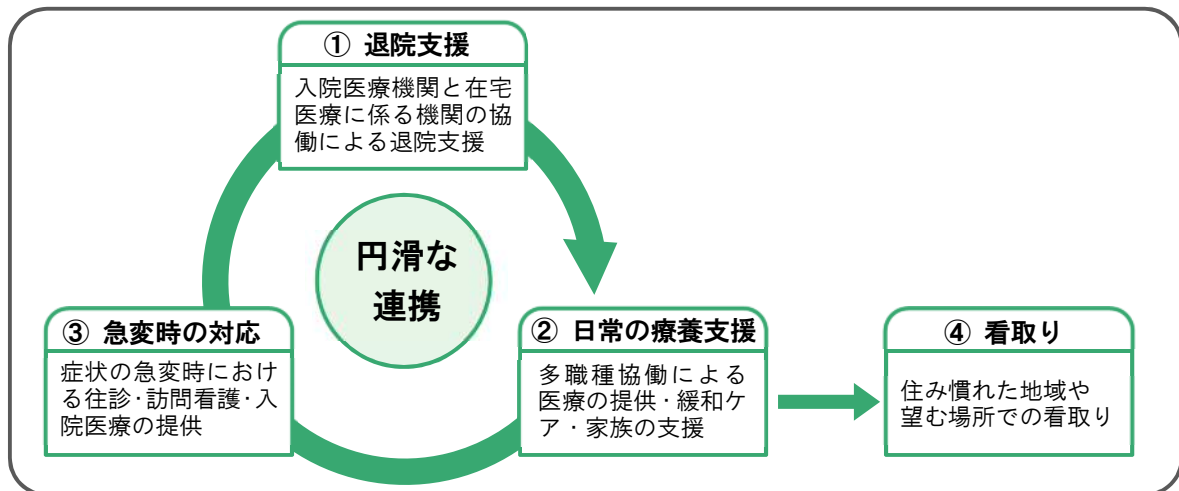 ① 退院支援
入院医療機関と在宅
医療に係る機関の協
働による退院支援
円滑な
連携
③ 急変時の対応
症状の急変時におけ
る往診・訪問看護・入
院医療の提供
② 日常の療養支援
多職種協働による
医療の提供・緩和ケ
ア・家族の支援
④ 看取り
住み慣れた地域や
望む場所での看取り